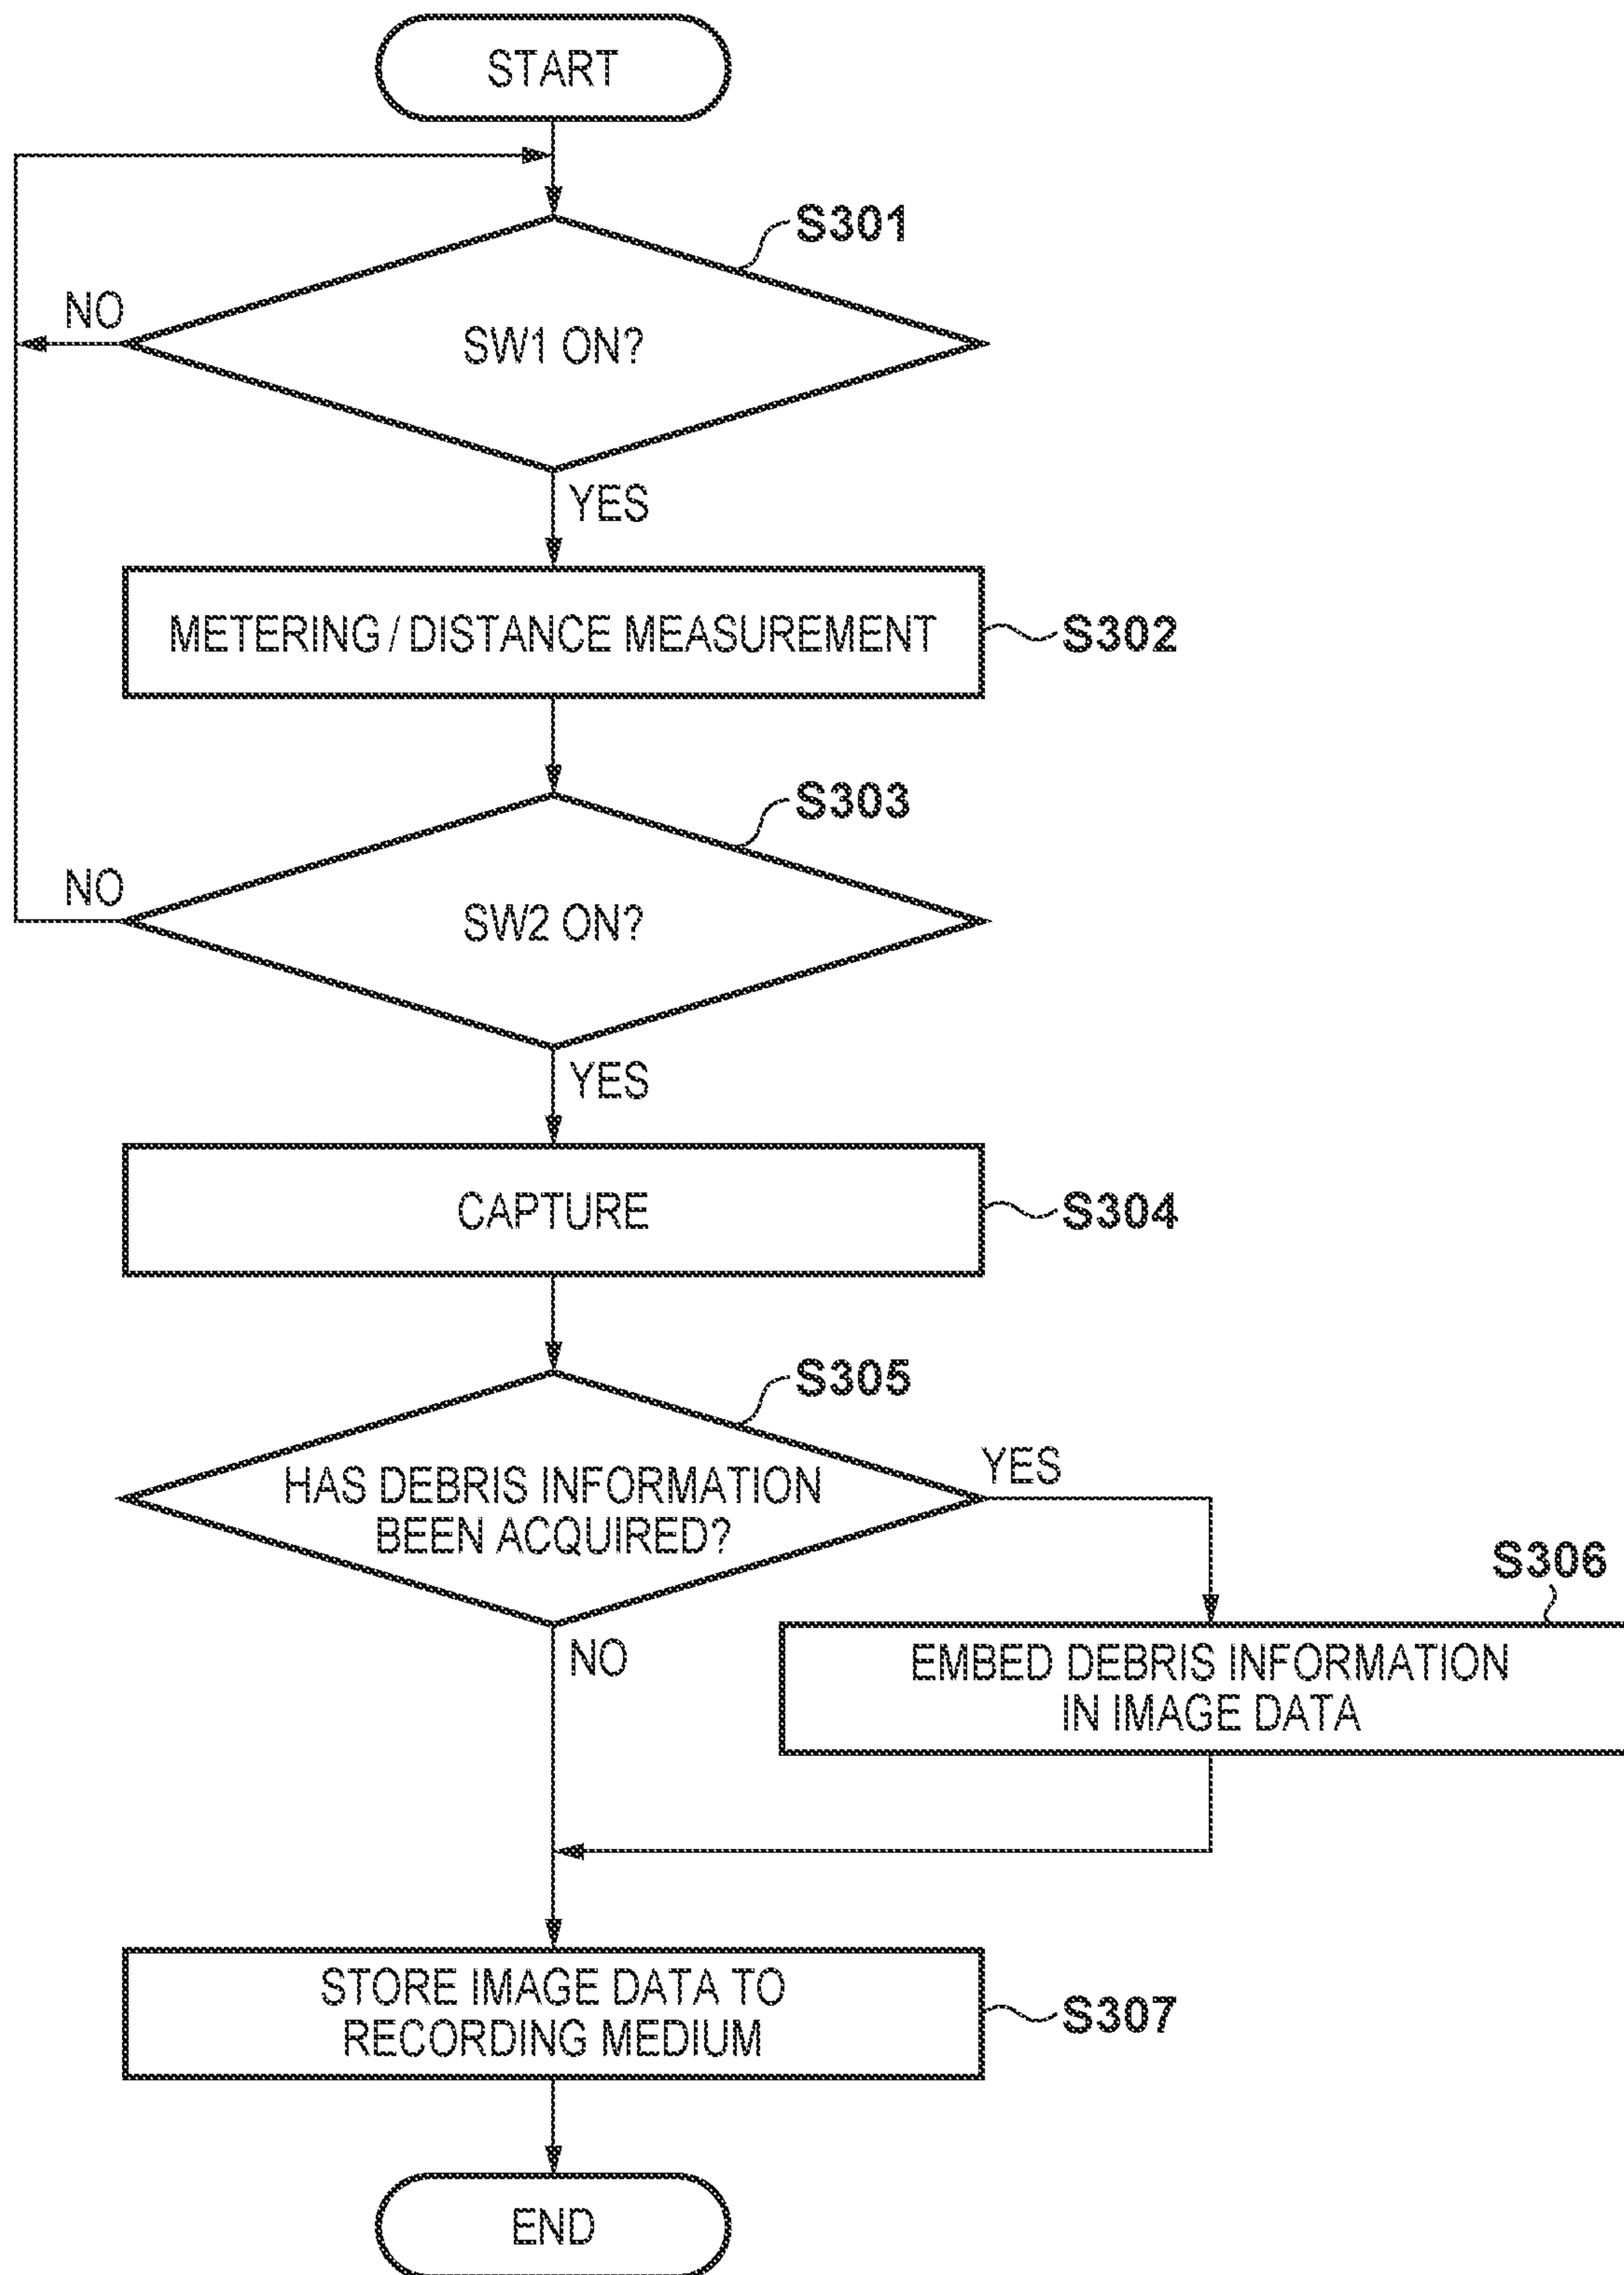 START
S301
NO
SW1 ON?
YES
METERING / DISTANCE MEASUREMENT
S302
S303
NO
SW2 ON?
YES
CAPTURE
S304
S305
HAS DEBRIS INFORMATION
BEEN ACQUIRED?
YES
S306
NO
EMBED DEBRIS INFORMATION
IN IMAGE DATA
STORE IMAGE DATA TO
RECORDING MEDIUM
S307
END